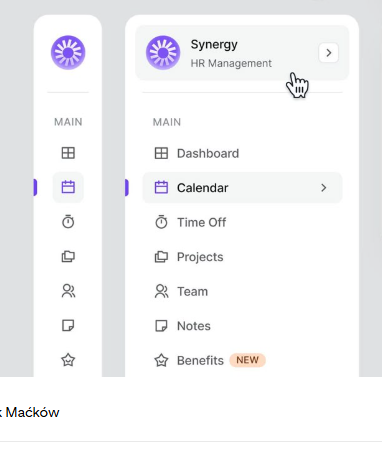 MAIN
Synergy
HR Management
MAIN
Dashboard
Calendar
Time Off
Projects
Team
Notes
Benefits NEW
Maćków